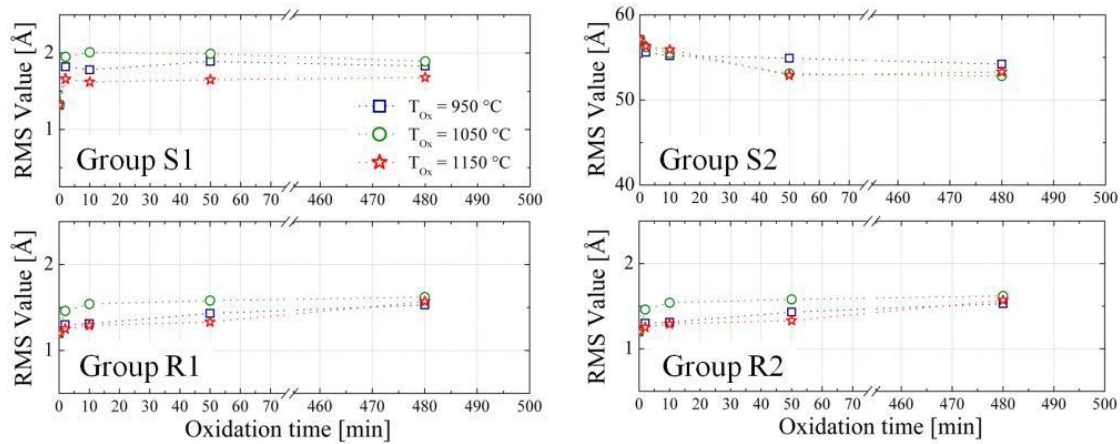 RMS Value [Å]
2
1
Group S1
T_Ox = 950 °C
T_Ox = 1050 °C
T_Ox = 1150 °C
0 10 20 30 40 50 60 70 460 470 480 490 500
RMS Value [Å]
60
50
40
Group S2
0 10 20 30 40 50 60 70 460 470 480 490 500
RMS Value [Å]
2
1
Group R1
0 10 20 30 40 50 60 70 460 470 480 490 500
Oxidation time [min]
RMS Value [Å]
2
1
Group R2
0 10 20 30 40 50 60 70 460 470 480 490 500
Oxidation time [min]